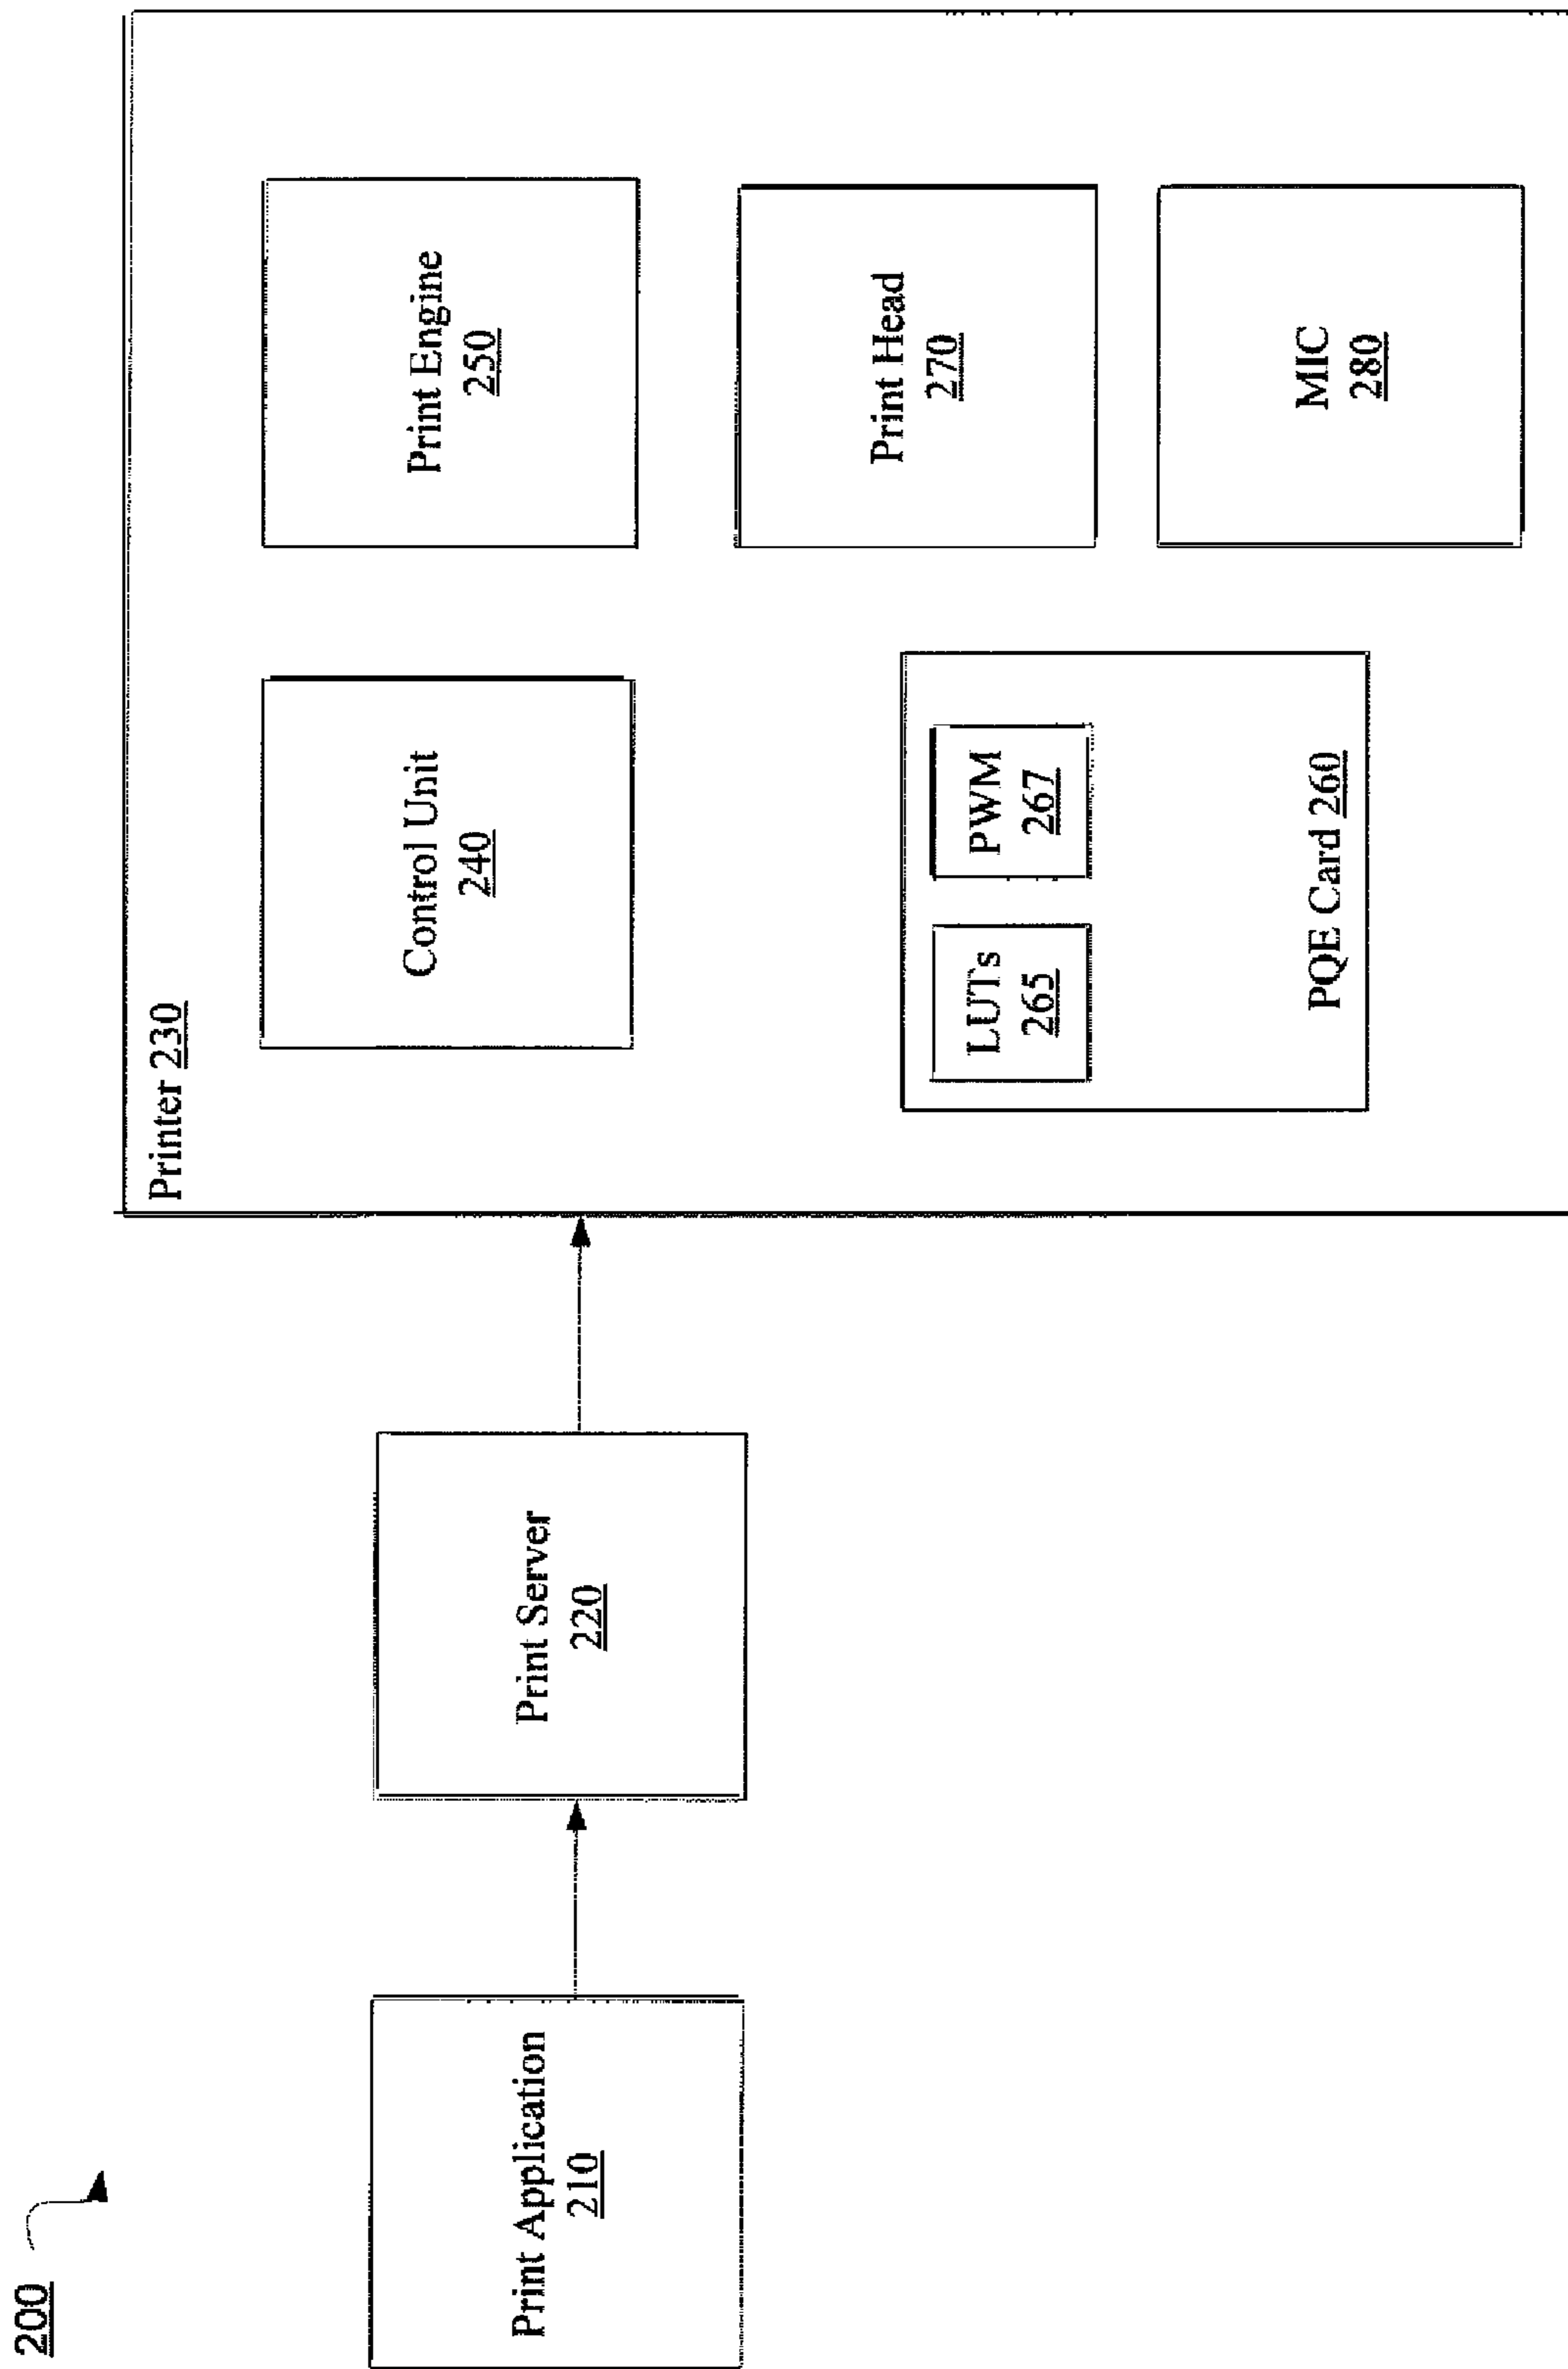 200
Print Application
210
Print Server
220
Printer 230
Control Unit
240
Print Engine
250
LUTs
265
PWM
267
PQE Card 260
Print Head
270
MIC
280